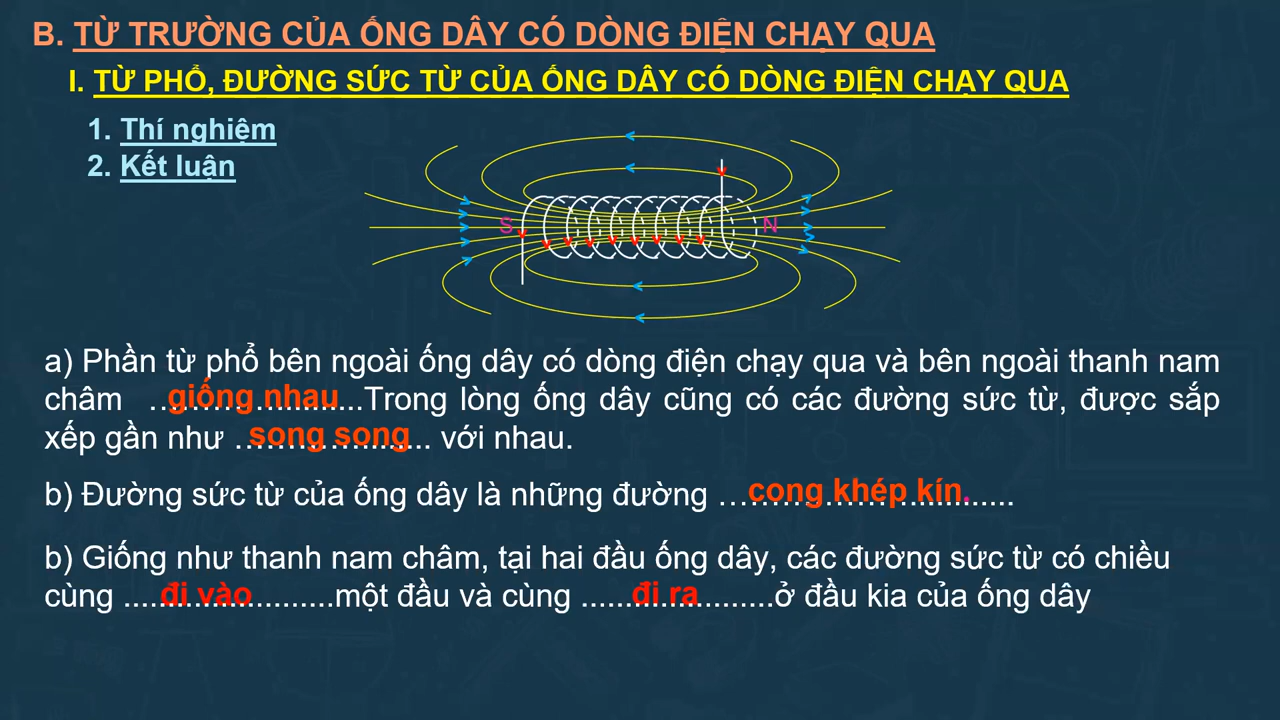 B. TỪ TRƯỜNG CỦA ỐNG DÂY CÓ DÒNG ĐIỆN CHẠY QUA
I. TỪ PHỔ, ĐƯỜNG SỨC TỪ CỦA ỐNG DÂY CÓ DÒNG ĐIỆN CHẠY QUA
1. Thí nghiệm
2. Kết luận
S N
a) Phần từ phổ bên ngoài ống dây có dòng điện chạy qua và bên ngoài thanh nam
châm ...giống nhau...Trong lòng ống dây cũng có các đường sức từ, được sắp
xếp gần như ...song song... với nhau.
b) Đường sức từ của ống dây là những đường ...cong khép kín....
b) Giống như thanh nam châm, tại hai đầu ống dây, các đường sức từ có chiều
cùng ...đi vào...một đầu và cùng ...đi ra...ở đầu kia của ống dây